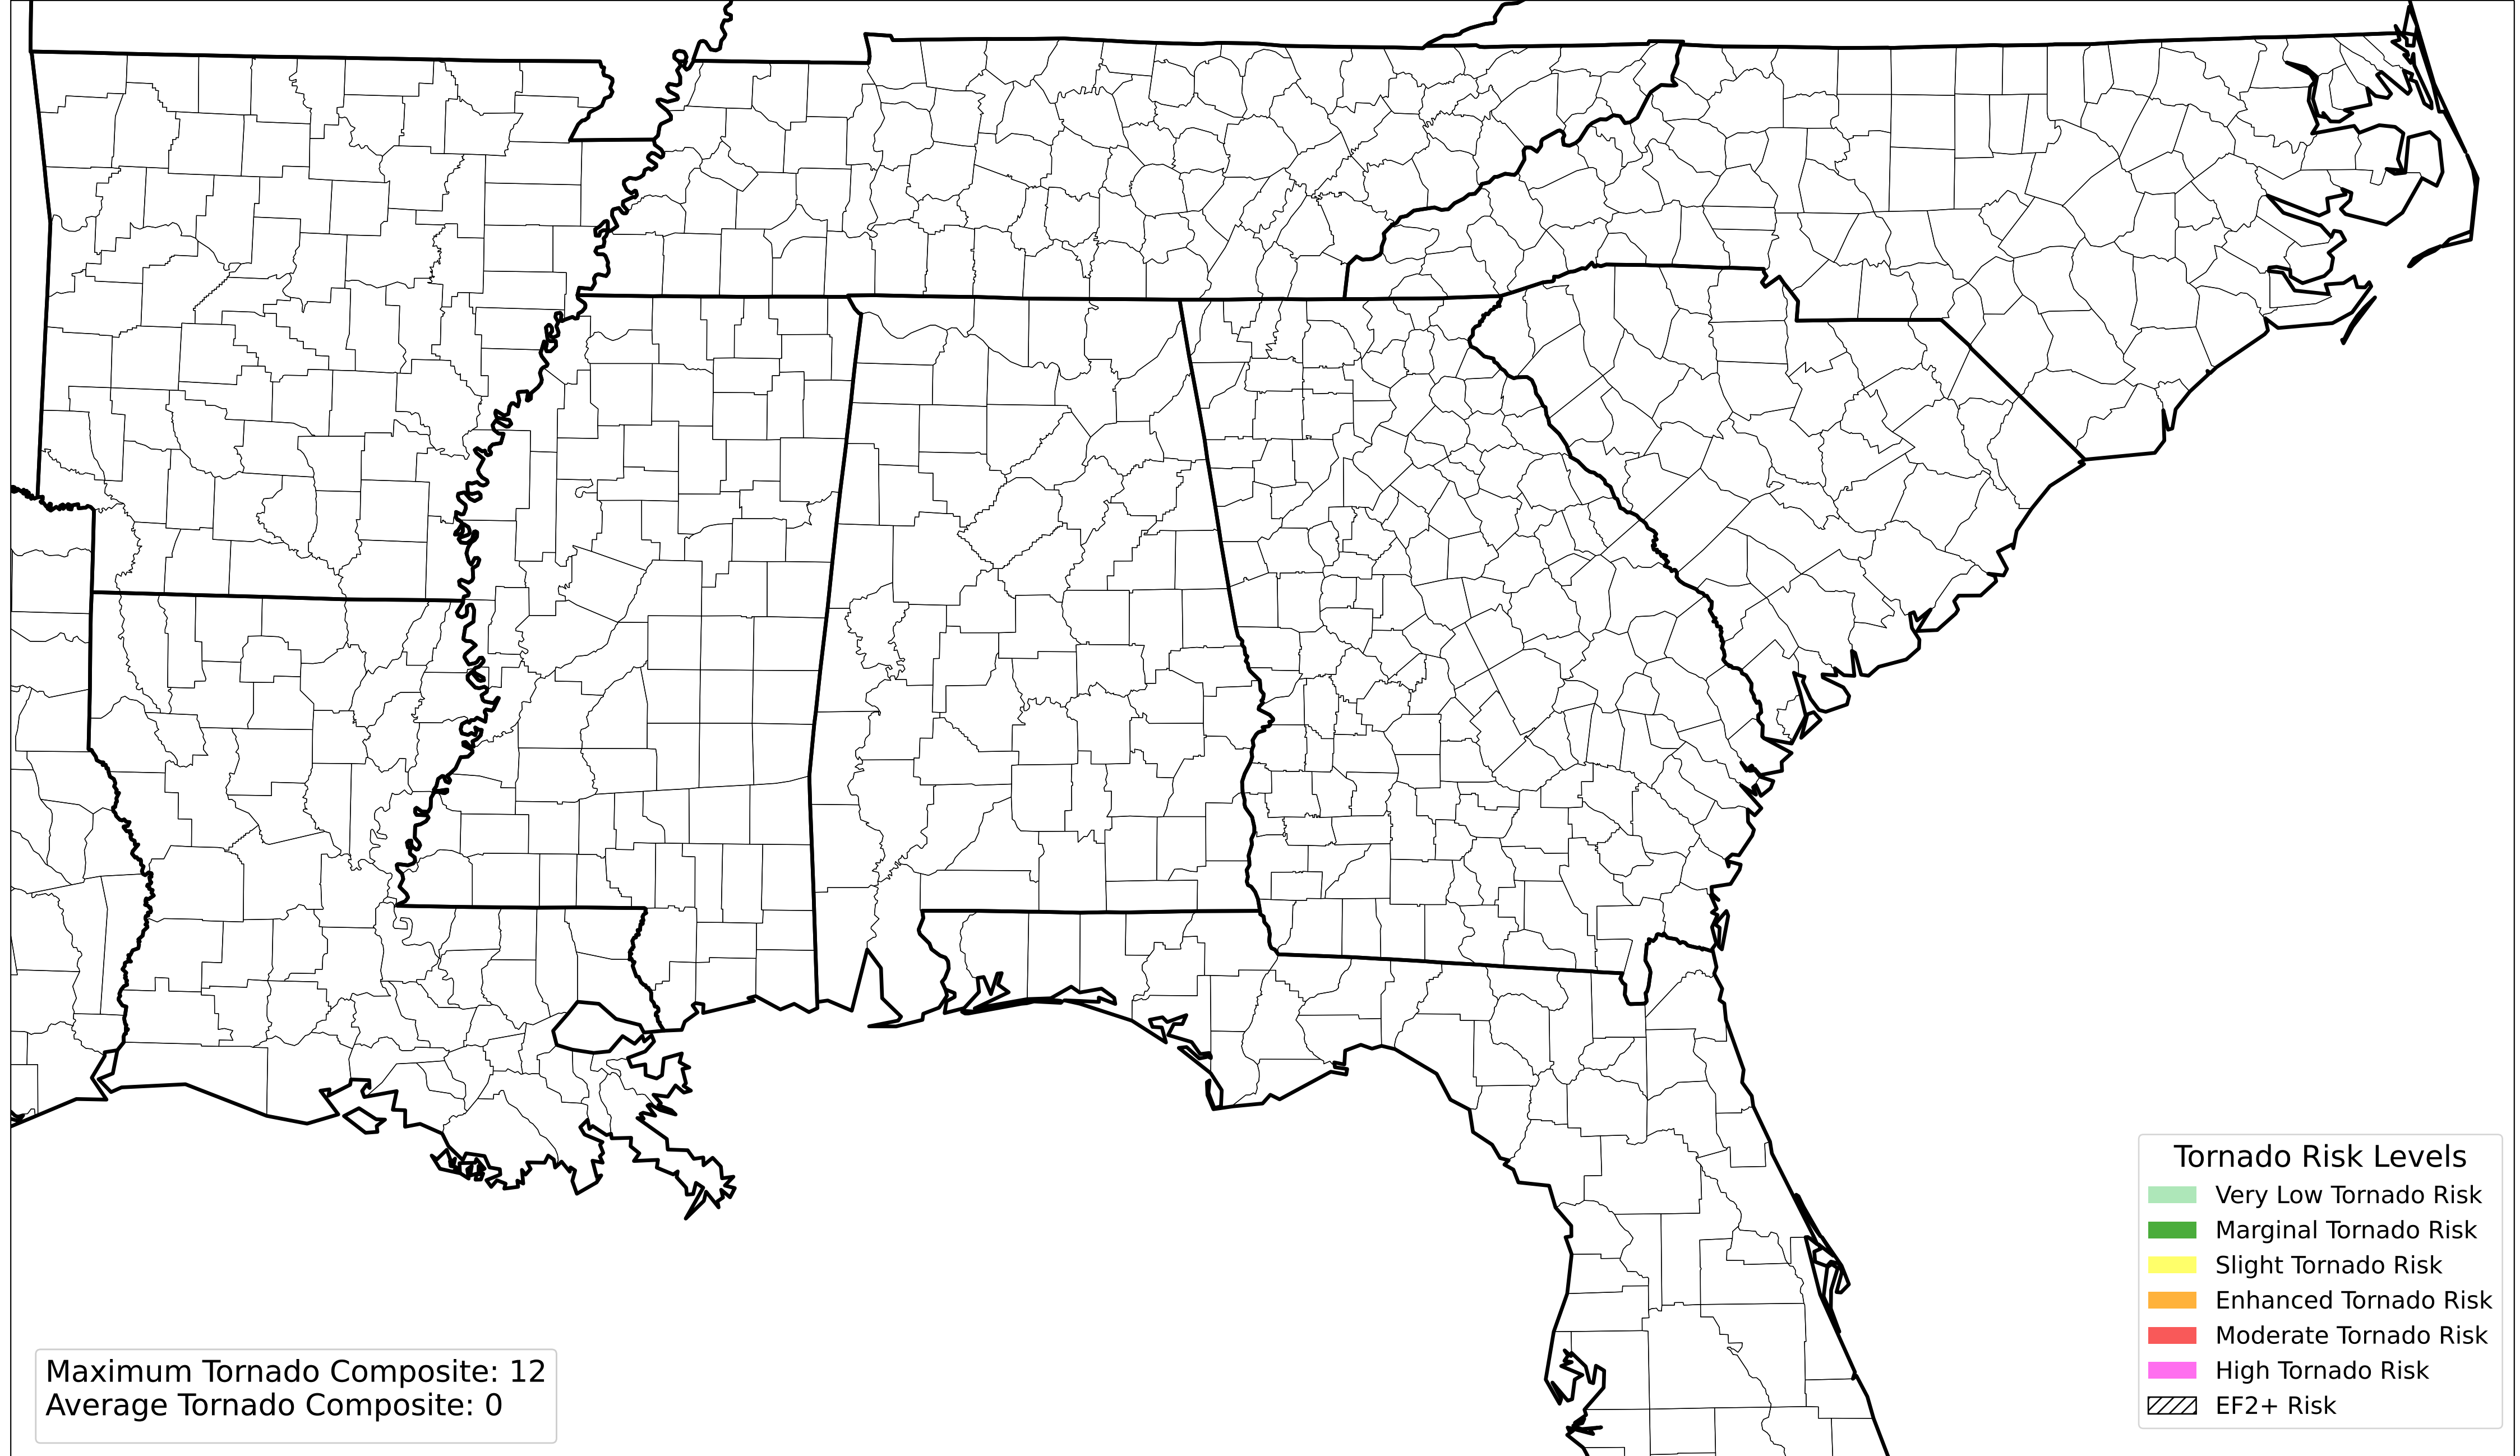 Tornado Risk Levels
Very Low Tornado Risk
Marginal Tornado Risk
Slight Tornado Risk
Enhanced Tornado Risk
Moderate Tornado Risk
High Tornado Risk
EF2+ Risk
Maximum Tornado Composite: 12
Average Tornado Composite: 0